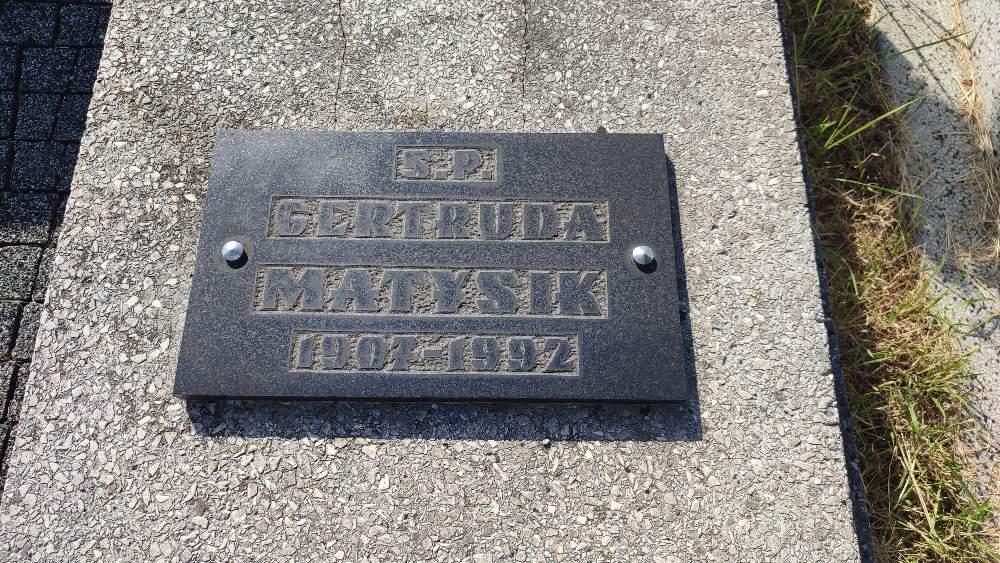 Ś.P.
GERTRUDA
MATYSIK
1907-1992